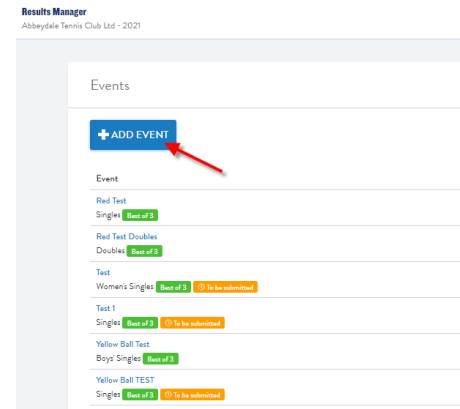 Results Manager
Abbeydale Tennis Club Ltd - 2021
Events
ADD EVENT
Event
Red Test
Singles Best of 3
Red Test Doubles
Doubles Best of 3
Test
Women's Singles Best of 3 To be submitted
Test 1
Singles Best of 3 To be submitted
Yellow Ball Test
Boys' Singles Best of 3
Yellow Ball TEST
Singles Best of 3 To be submitted